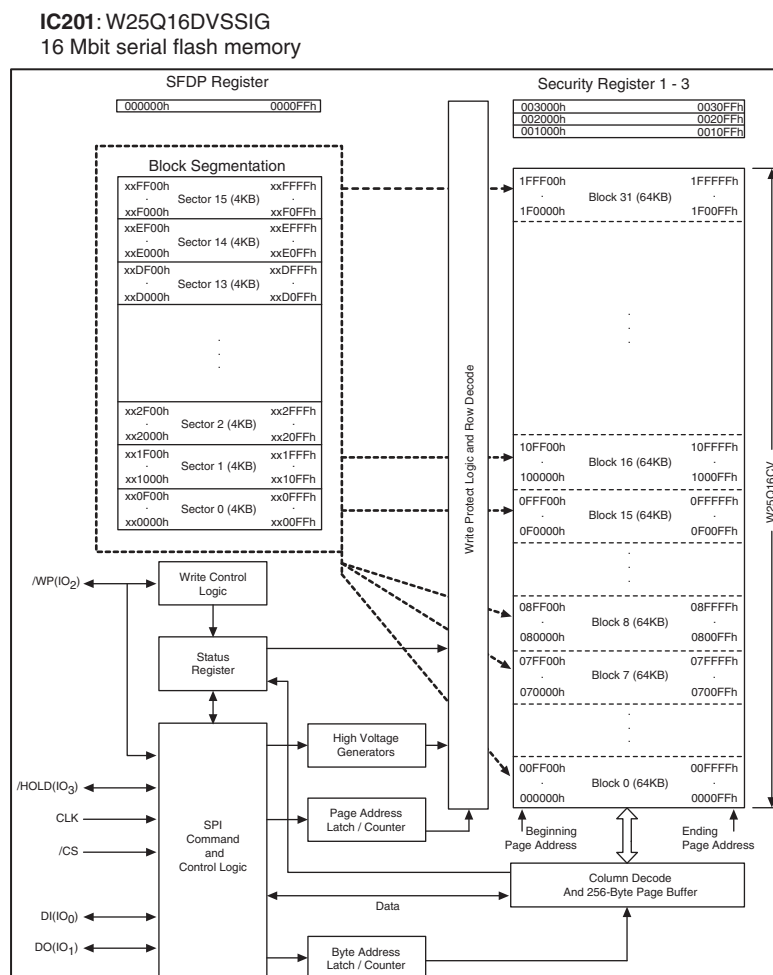 IC201: W25Q16DVSSIG
16 Mbit serial flash memory
SFDP Register
000000h 0000FFh
Security Register 1 - 3
003000h 0030FFh
002000h 0020FFh
001000h 0010FFh
Block Segmentation
xxFF00h xxFFFFh
· Sector 15 (4KB) ·
xxF000h xxF0FFh
xxEF00h xxEFFFh
· Sector 14 (4KB) ·
xxE000h xxE0FFh
xxDF00h xxDFFFh
· Sector 13 (4KB) ·
xxD000h xxD0FFh
·
·
·
xx2F00h xx2FFFh
· Sector 2 (4KB) ·
xx2000h xx20FFh
xx1F00h xx1FFFh
· Sector 1 (4KB) ·
xx1000h xx10FFh
xx0F00h xx0FFFh
· Sector 0 (4KB) ·
xx0000h xx00FFh
Write Protect Logic and Row Decode
1FFF00h 1FFFFFh
· Block 31 (64KB) ·
1F0000h 1F00FFh
·
·
·
10FF00h 10FFFFh
· Block 16 (64KB) ·
100000h 1000FFh
0FFF00h 0FFFFFh
· Block 15 (64KB) ·
0F0000h 0F00FFh
·
·
·
08FF00h 08FFFFh
· Block 8 (64KB) ·
080000h 0800FFh
07FF00h 07FFFFh
· Block 7 (64KB) ·
070000h 0700FFh
·
·
·
00FF00h 00FFFFh
· Block 0 (64KB) ·
000000h 0000FFh
W25Q16CV
Beginning
Page Address
Ending
Page Address
/WP(IO2)
Write Control
Logic
Status
Register
High Voltage
Generators
/HOLD(IO3)
CLK
/CS
DI(IO0)
DO(IO1)
SPI
Command
and
Control Logic
Page Address
Latch / Counter
Data
Column Decode
And 256-Byte Page Buffer
Byte Address
Latch / Counter